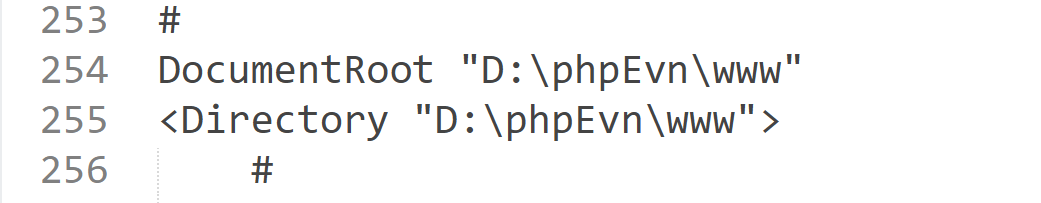 253 #
254 DocumentRoot "D:\phpEvn\www"
255 <Directory "D:\phpEvn\www">
256 #